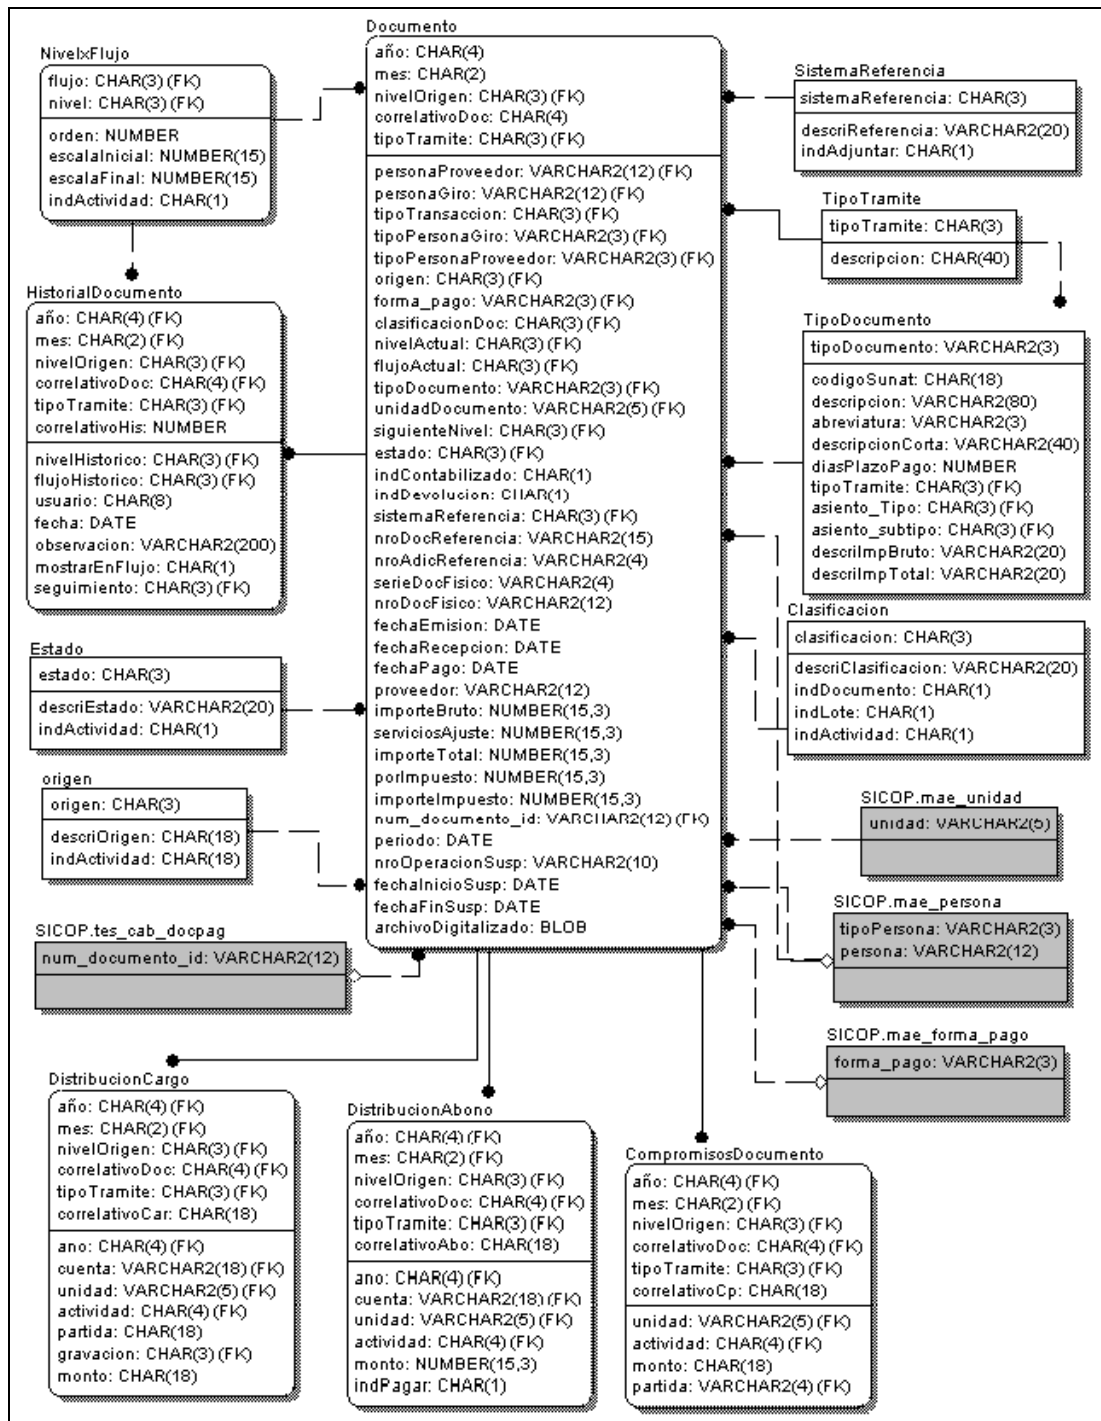 NivelxFlujo
flujo: CHAR(3) (FK)
nivel: CHAR(3) (FK)
orden: NUMBER
escalaInicial: NUMBER(15)
escalaFinal: NUMBER(15)
indActividad: CHAR(1)
HistorialDocumento
año: CHAR(4) (FK)
mes: CHAR(2) (FK)
nivelOrigen: CHAR(3) (FK)
correlativoDoc: CHAR(4) (FK)
tipoTramite: CHAR(3) (FK)
correlativoHis: NUMBER
nivelHistorico: CHAR(3) (FK)
flujoHistorico: CHAR(3) (FK)
usuario: CHAR(8)
fecha: DATE
observacion: VARCHAR2(200)
mostrarEnFlujo: CHAR(1)
seguimiento: CHAR(3) (FK)
Estado
estado: CHAR(3)
descriEstado: VARCHAR2(20)
indActividad: CHAR(1)
origen
origen: CHAR(3)
descriOrigen: CHAR(18)
indActividad: CHAR(18)
SICOP.tes_cab_docpag
num_documento_id: VARCHAR2(12)
Documento
año: CHAR(4)
mes: CHAR(2)
nivelOrigen: CHAR(3) (FK)
correlativoDoc: CHAR(4)
tipoTramite: CHAR(3) (FK)
personaProveedor: VARCHAR2(12) (FK)
personaGiro: VARCHAR2(12) (FK)
tipoTransaccion: CHAR(3) (FK)
tipoPersonaGiro: VARCHAR2(3) (FK)
tipoPersonaProveedor: VARCHAR2(3) (FK)
origen: CHAR(3) (FK)
forma_pago: VARCHAR2(3) (FK)
clasificacionDoc: CHAR(3) (FK)
nivelActual: CHAR(3) (FK)
flujoActual: CHAR(3) (FK)
tipoDocumento: VARCHAR2(3) (FK)
unidadDocumento: VARCHAR2(5) (FK)
siguienteNivel: CHAR(3) (FK)
estado: CHAR(3) (FK)
indContabilizado: CHAR(1)
indDevolucion: CHAR(1)
sistemaReferencia: CHAR(3) (FK)
nroDocReferencia: VARCHAR2(15)
nroAdicReferencia: VARCHAR2(4)
serieDocFisico: VARCHAR2(4)
nroDocFisico: VARCHAR2(12)
fechaEmision: DATE
fechaRecepcion: DATE
fechaPago: DATE
proveedor: VARCHAR2(12)
importeBruto: NUMBER(15,3)
serviciosAjuste: NUMBER(15,3)
importeTotal: NUMBER(15,3)
porImpuesto: NUMBER(15,3)
importeImpuesto: NUMBER(15,3)
num_documento_id: VARCHAR2(12) (FK)
periodo: DATE
nroOperacionSusp: VARCHAR2(10)
fechaInicioSusp: DATE
fechaFinSusp: DATE
archivoDigitalizado: BLOB
SistemaReferencia
sistemaReferencia: CHAR(3)
descriReferencia: VARCHAR2(20)
indAdjuntar: CHAR(1)
TipoTramite
tipoTramite: CHAR(3)
descripcion: CHAR(40)
TipoDocumento
tipoDocumento: VARCHAR2(3)
codigoSunat: CHAR(18)
descripcion: VARCHAR2(80)
abreviatura: VARCHAR2(3)
descripcionCorta: VARCHAR2(40)
diasPlazoPago: NUMBER
tipoTramite: CHAR(3) (FK)
asiento_Tipo: CHAR(3) (FK)
asiento_subtipo: CHAR(3) (FK)
descriImpBruto: VARCHAR2(20)
descriImpTotal: VARCHAR2(20)
Clasificacion
clasificacion: CHAR(3)
descriClasificacion: VARCHAR2(20)
indDocumento: CHAR(1)
indLote: CHAR(1)
indActividad: CHAR(1)
SICOP.mae_unidad
unidad: VARCHAR2(5)
SICOP.mae_persona
tipoPersona: VARCHAR2(3)
persona: VARCHAR2(12)
SICOP.mae_forma_pago
forma_pago: VARCHAR2(3)
DistribucionCargo
año: CHAR(4) (FK)
mes: CHAR(2) (FK)
nivelOrigen: CHAR(3) (FK)
correlativoDoc: CHAR(4) (FK)
tipoTramite: CHAR(3) (FK)
correlativoCar: CHAR(18)
ano: CHAR(4) (FK)
cuenta: VARCHAR2(18) (FK)
unidad: VARCHAR2(5) (FK)
actividad: CHAR(4) (FK)
partida: CHAR(18)
gravacion: CHAR(3) (FK)
monto: CHAR(18)
DistribucionAbono
año: CHAR(4) (FK)
mes: CHAR(2) (FK)
nivelOrigen: CHAR(3) (FK)
correlativoDoc: CHAR(4) (FK)
tipoTramite: CHAR(3) (FK)
correlativoAbo: CHAR(18)
ano: CHAR(4) (FK)
cuenta: VARCHAR2(18) (FK)
unidad: VARCHAR2(5) (FK)
actividad: CHAR(4) (FK)
monto: NUMBER(15,3)
indPagar: CHAR(1)
CompromisosDocumento
año: CHAR(4) (FK)
mes: CHAR(2) (FK)
nivelOrigen: CHAR(3) (FK)
correlativoDoc: CHAR(4) (FK)
tipoTramite: CHAR(3) (FK)
correlativoCp: CHAR(18)
unidad: VARCHAR2(5) (FK)
actividad: CHAR(4) (FK)
monto: CHAR(18)
partida: VARCHAR2(4) (FK)